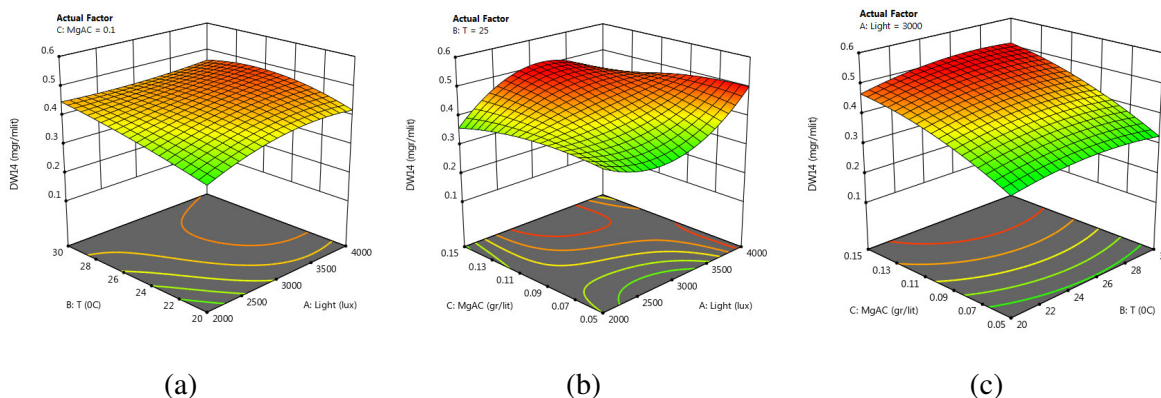 Actual Factor
C: MgAC = 0.1
0.6
0.5
0.4
0.3
0.2
0.1
DW14 (mgr/mlit)
30
28
26
24
22
20
B: T (0C)
2000
2500
3000
3500
4000
A: Light (lux)
(a)
Actual Factor
B: T = 25
0.6
0.5
0.4
0.3
0.2
0.1
DW14 (mgr/mlit)
0.15
0.13
0.11
0.09
0.07
0.05
C: MgAC (gr/lit)
2000
2500
3000
3500
4000
A: Light (lux)
(b)
Actual Factor
A: Light = 3000
0.6
0.5
0.4
0.3
0.2
0.1
DW14 (mgr/mlit)
0.15
0.13
0.11
0.09
0.07
0.05
C: MgAC (gr/lit)
20
22
24
26
28
B: T (0C)
(c)